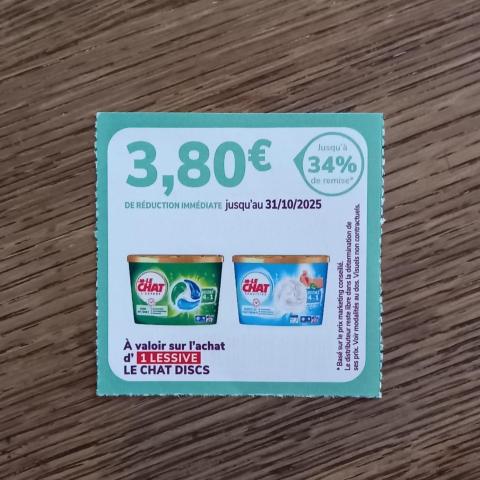 3,80€
DE RÉDUCTION IMMÉDIATE jusqu'au 31/10/2025
Jusqu'à
34%
de remise*
LE
CHAT
LE
CHAT
4en1
À valoir sur l'achat
d' 1 LESSIVE
LE CHAT DISCS
* Basé sur le prix marketing conseillé.
Le distributeur reste libre dans la détermination de
ses prix. Voir modalités au dos. Visuels non contractuels.